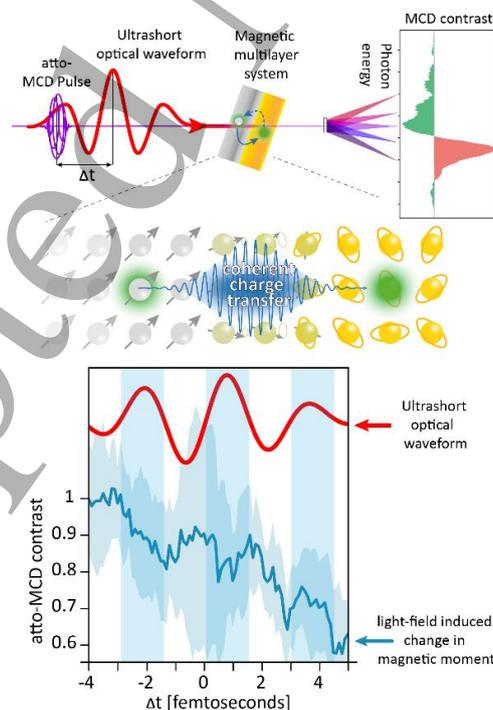 MCD contrast
Ultrashort
optical waveform
Magnetic
multilayer
system
atto-
MCD Pulse
Photon
energy
Δt
coherent
charge
transfer
Ultrashort
optical
waveform
atto-MCD contrast
1
0.9
0.8
0.7
0.6
light-field induced
change in
magnetic moment
-4
-2
0
2
4
Δt [femtoseconds]